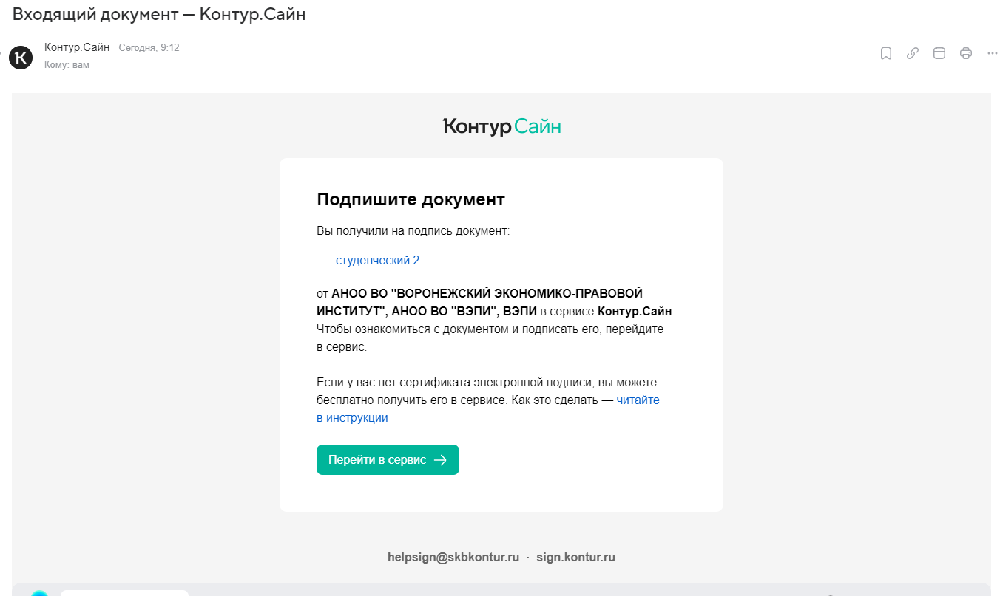 Входящий документ — Контур.Сайн
Контур.Сайн Сегодня, 9:12
Кому: вам
Контур Сайн
Подпишите документ
Вы получили на подпись документ:
— студенческий 2
от АНОО ВО "ВОРОНЕЖСКИЙ ЭКОНОМИКО-ПРАВОВОЙ
ИНСТИТУТ", АНОО ВО "ВЭПИ", ВЭПИ в сервисе Контур.Сайн.
Чтобы ознакомиться с документом и подписать его, перейдите
в сервис.
Если у вас нет сертификата электронной подписи, вы можете
бесплатно получить его в сервисе. Как это сделать — читайте
в инструкции
Перейти в сервис →
helpsign@skbkontur.ru · sign.kontur.ru